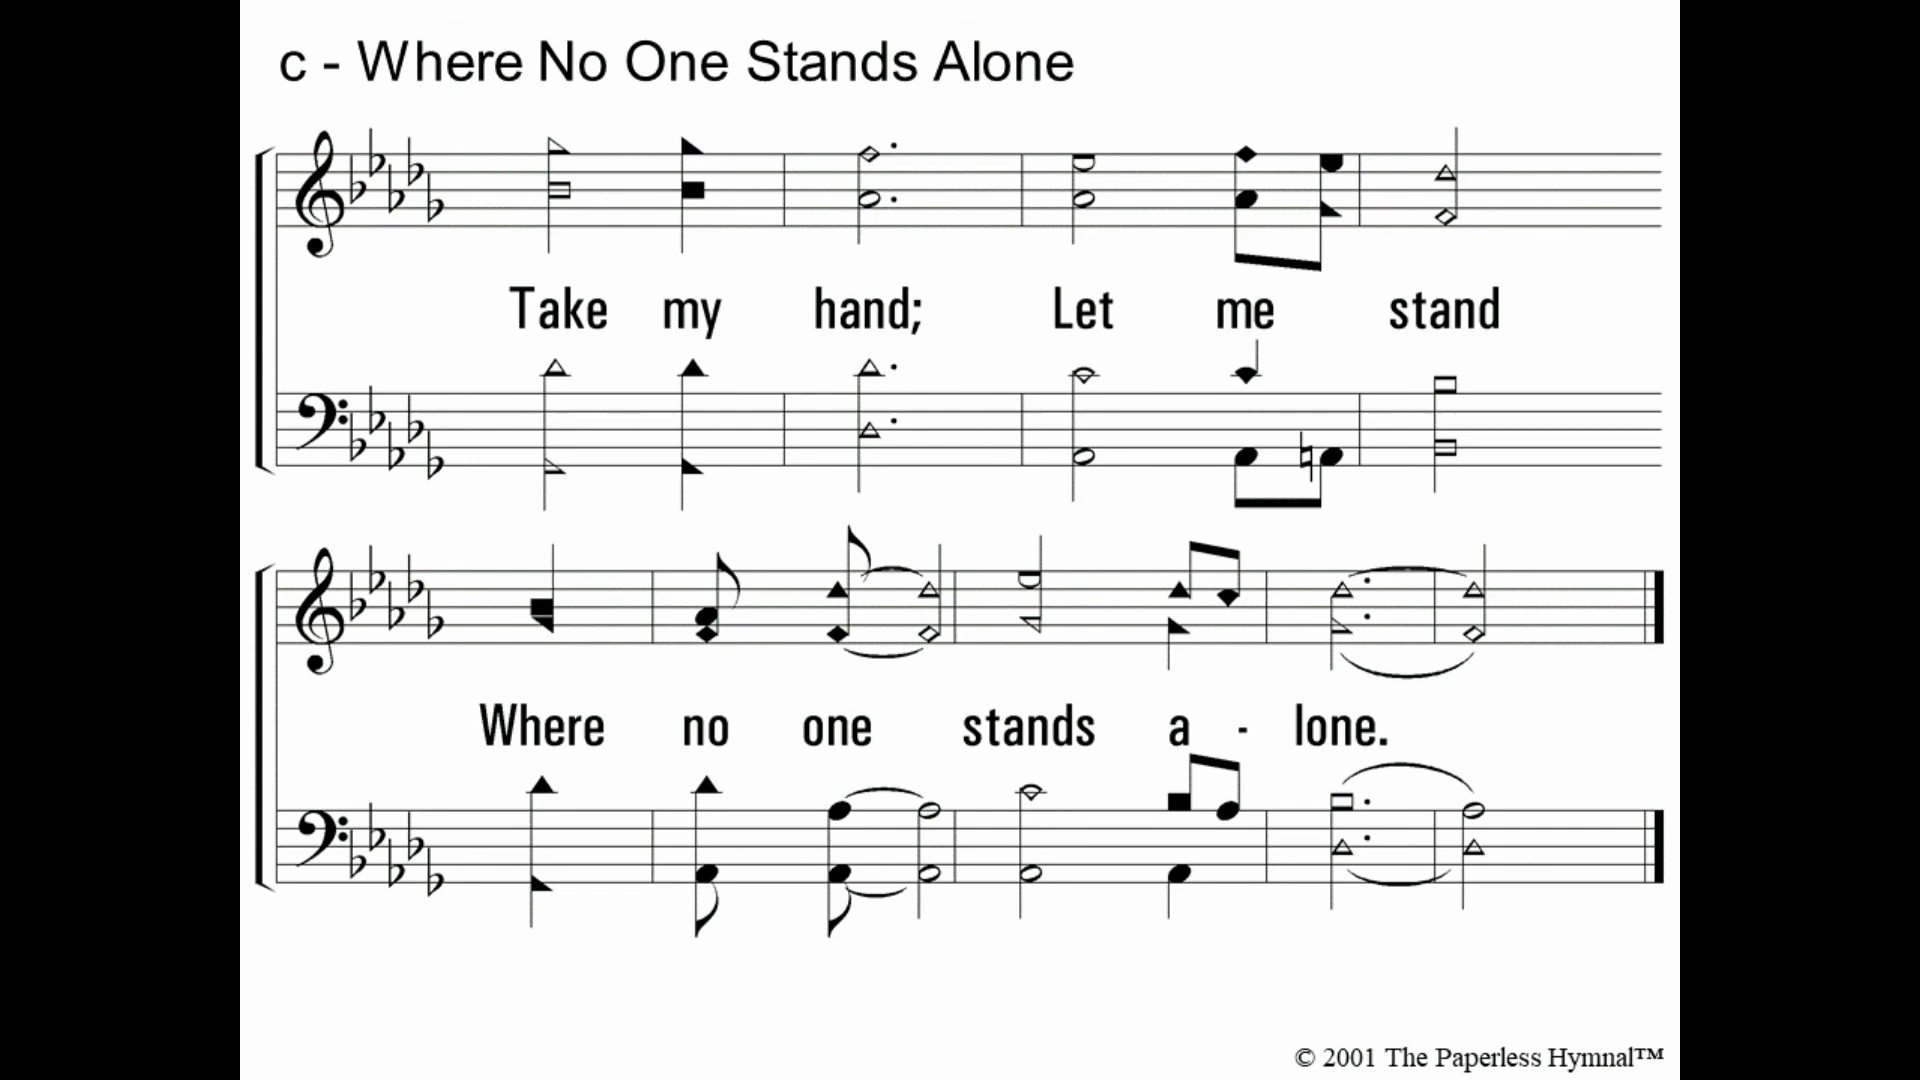 c - Where No One Stands Alone
Take my hand; Let me stand
Where no one stands a - lone.
© 2001 The Paperless Hymnal™